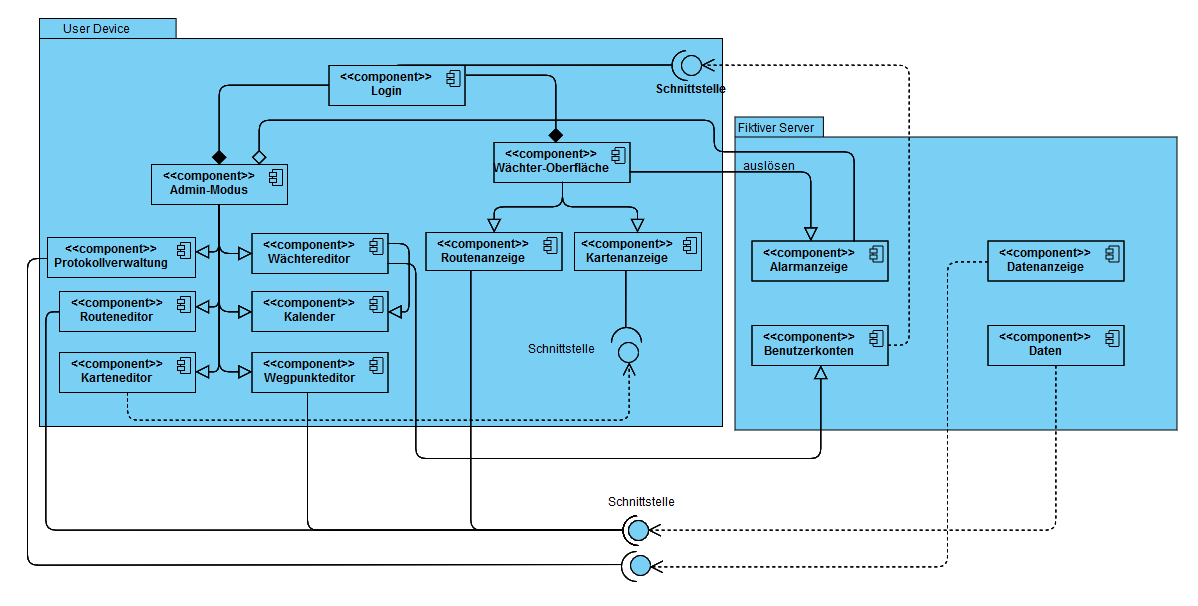 User Device
<<component>>
Login
Schnittstelle
Fiktiver Server
<<component>>
Wächter-Oberfläche
auslösen
<<component>>
Admin-Modus
<<component>>
Protokollverwaltung
<<component>>
Wächtereditor
<<component>>
Routenanzeige
<<component>>
Kartenanzeige
<<component>>
Alarmanzeige
<<component>>
Datenanzeige
<<component>>
Routeneditor
<<component>>
Kalender
Schnittstelle
<<component>>
Benutzerkonten
<<component>>
Daten
<<component>>
Karteneditor
<<component>>
Wegpunkteditor
Schnittstelle